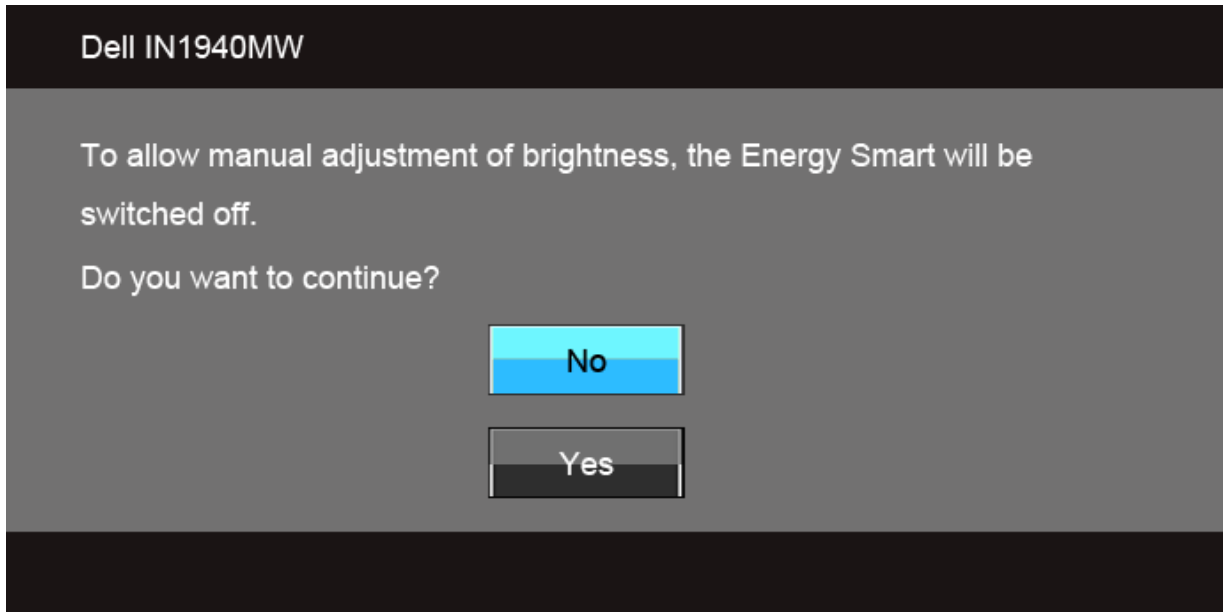 Dell IN1940MW
To allow manual adjustment of brightness, the Energy Smart will be
switched off.
Do you want to continue?
No
Yes